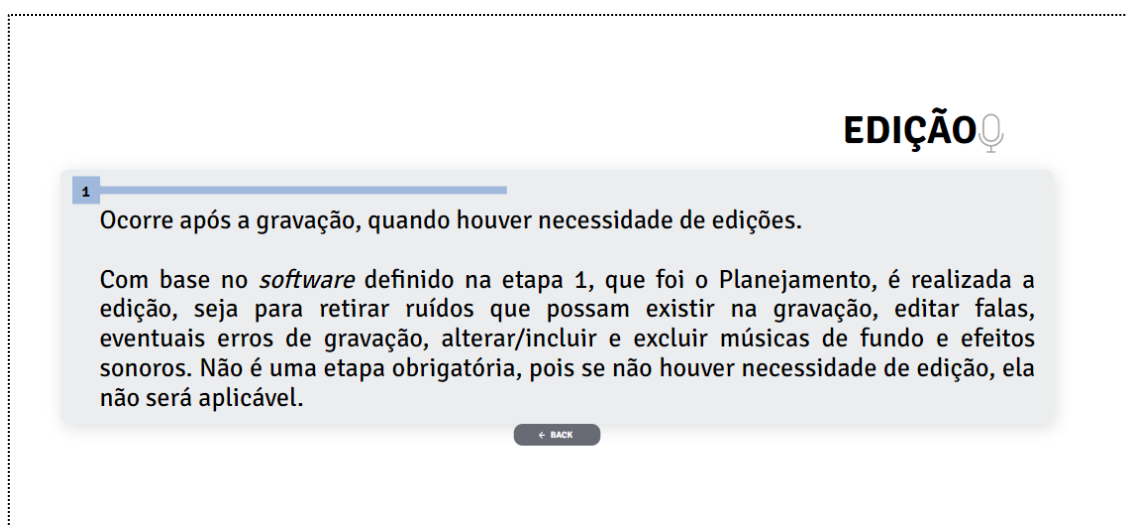 EDIÇÃO
1
Ocorre após a gravação, quando houver necessidade de edições.
Com base no software definido na etapa 1, que foi o Planejamento, é realizada a
edição, seja para retirar ruídos que possam existir na gravação, editar falas,
eventuais erros de gravação, alterar/incluir e excluir músicas de fundo e efeitos
sonoros. Não é uma etapa obrigatória, pois se não houver necessidade de edição, ela
não será aplicável.
← BACK